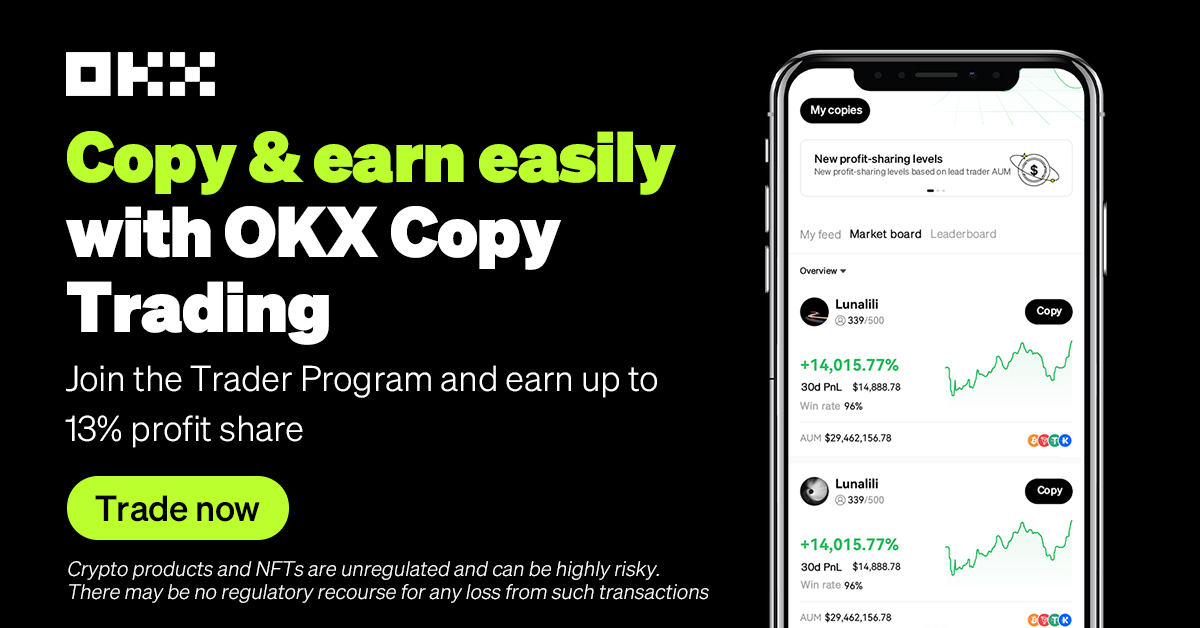 OKX
Copy & earn easily
with OKX Copy
Trading
Join the Trader Program and earn up to
13% profit share
Trade now
Crypto products and NFTs are unregulated and can be highly risky.
There may be no regulatory recourse for any loss from such transactions
My copies
New profit-sharing levels
New profit-sharing levels based on lead trader AUM
$
My feed Market board Leaderboard
Overview
Lunalili
339/500
Copy
+14,015.77%
30d PnL $14,888.78
Win rate 96%
AUM $29,462,156.78
Lunalili
339/500
Copy
+14,015.77%
30d PnL $14,888.78
Win rate 96%
AUM $29,462,156.78